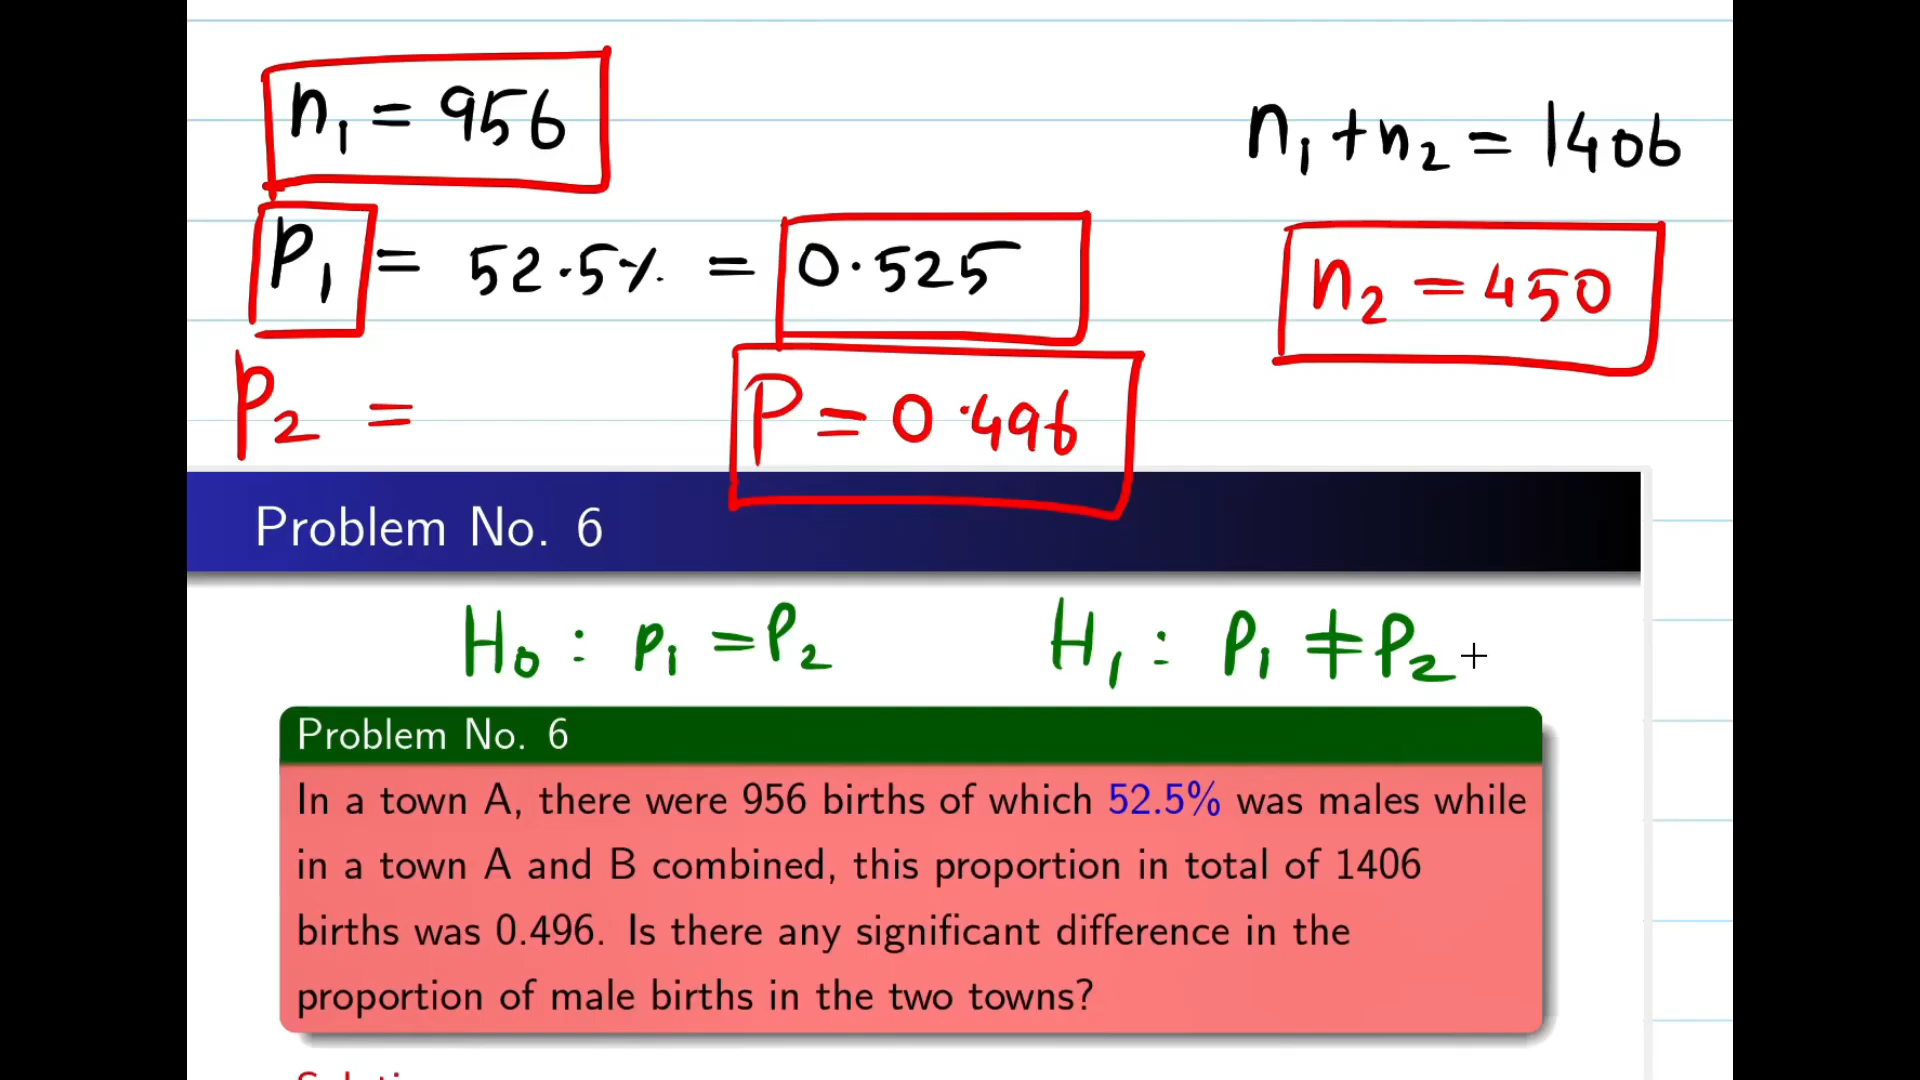 n₁ = 956
n₁ + n₂ = 1406
p₁ = 52.5% = 0.525
n₂ = 450
p₂ =
P = 0.496
Problem No. 6
H₀ : p₁ = p₂
H₁ : p₁ ≠ p₂
Problem No. 6
In a town A, there were 956 births of which 52.5% was males while
in a town A and B combined, this proportion in total of 1406
births was 0.496. Is there any significant difference in the
proportion of male births in the two towns?